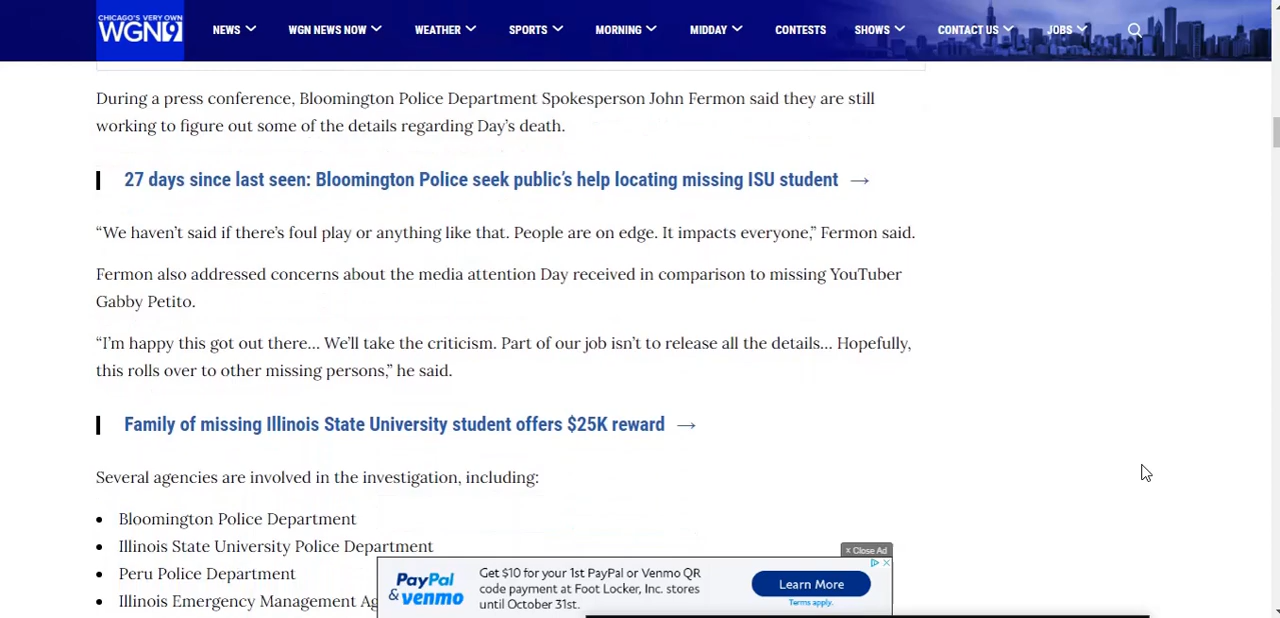 CHICAGO'S VERY OWN
WGN9
NEWS
WGN NEWS NOW
WEATHER
SPORTS
MORNING
MIDDAY
CONTESTS
SHOWS
CONTACT US
JOBS
During a press conference, Bloomington Police Department Spokesperson John Fermon said they are still
working to figure out some of the details regarding Day's death.
27 days since last seen: Bloomington Police seek public's help locating missing ISU student →
“We haven't said if there's foul play or anything like that. People are on edge. It impacts everyone,” Fermon said.
Fermon also addressed concerns about the media attention Day received in comparison to missing YouTuber
Gabby Petito.
“I'm happy this got out there… We'll take the criticism. Part of our job isn't to release all the details… Hopefully,
this rolls over to other missing persons,” he said.
Family of missing Illinois State University student offers $25K reward →
Several agencies are involved in the investigation, including:
• Bloomington Police Department
• Illinois State University Police Department
• Peru Police Department
• Illinois Emergency Management Ag
x Close Ad
PayPal
& venmo
Get $10 for your 1st PayPal or Venmo QR
code payment at Foot Locker, Inc. stores
until October 31st.
Learn More
Terms apply.